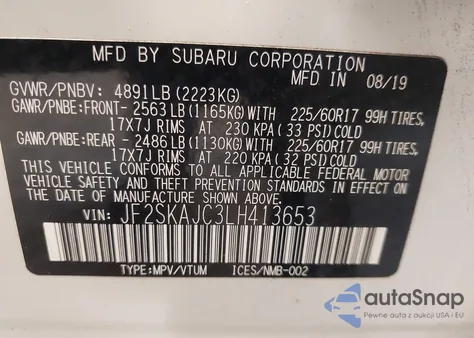 MFD BY SUBARU CORPORATION
GVWR/PNBV: 4891LB (2223KG) 08/19
GAWR/PNBE:FRONT- 2563 LB (1165KG) WITH 225/60R17 99H TIRES,
17X7J RIMS AT 230 KPA (33 PSI) COLD
GAWR/PNBE:REAR - 2486 LB (1130KG) WITH 225/60R17 99H TIRES,
17X7J RIMS AT 220 KPA (32 PSI) COLD
THIS VEHICLE CONFORMS TO ALL APPLICABLE FEDERAL MOTOR
VEHICLE SAFETY AND THEFT PREVENTION STANDARDS IN EFFECT
ON THE DATE OF MANUFACTURE SHOWN ABOVE.
VIN: JF2SKAJC3LH413653
TYPE:MPV/VTUM ICES/NMB-002
autoSnap
Pewne auta z aukcji USA i EU